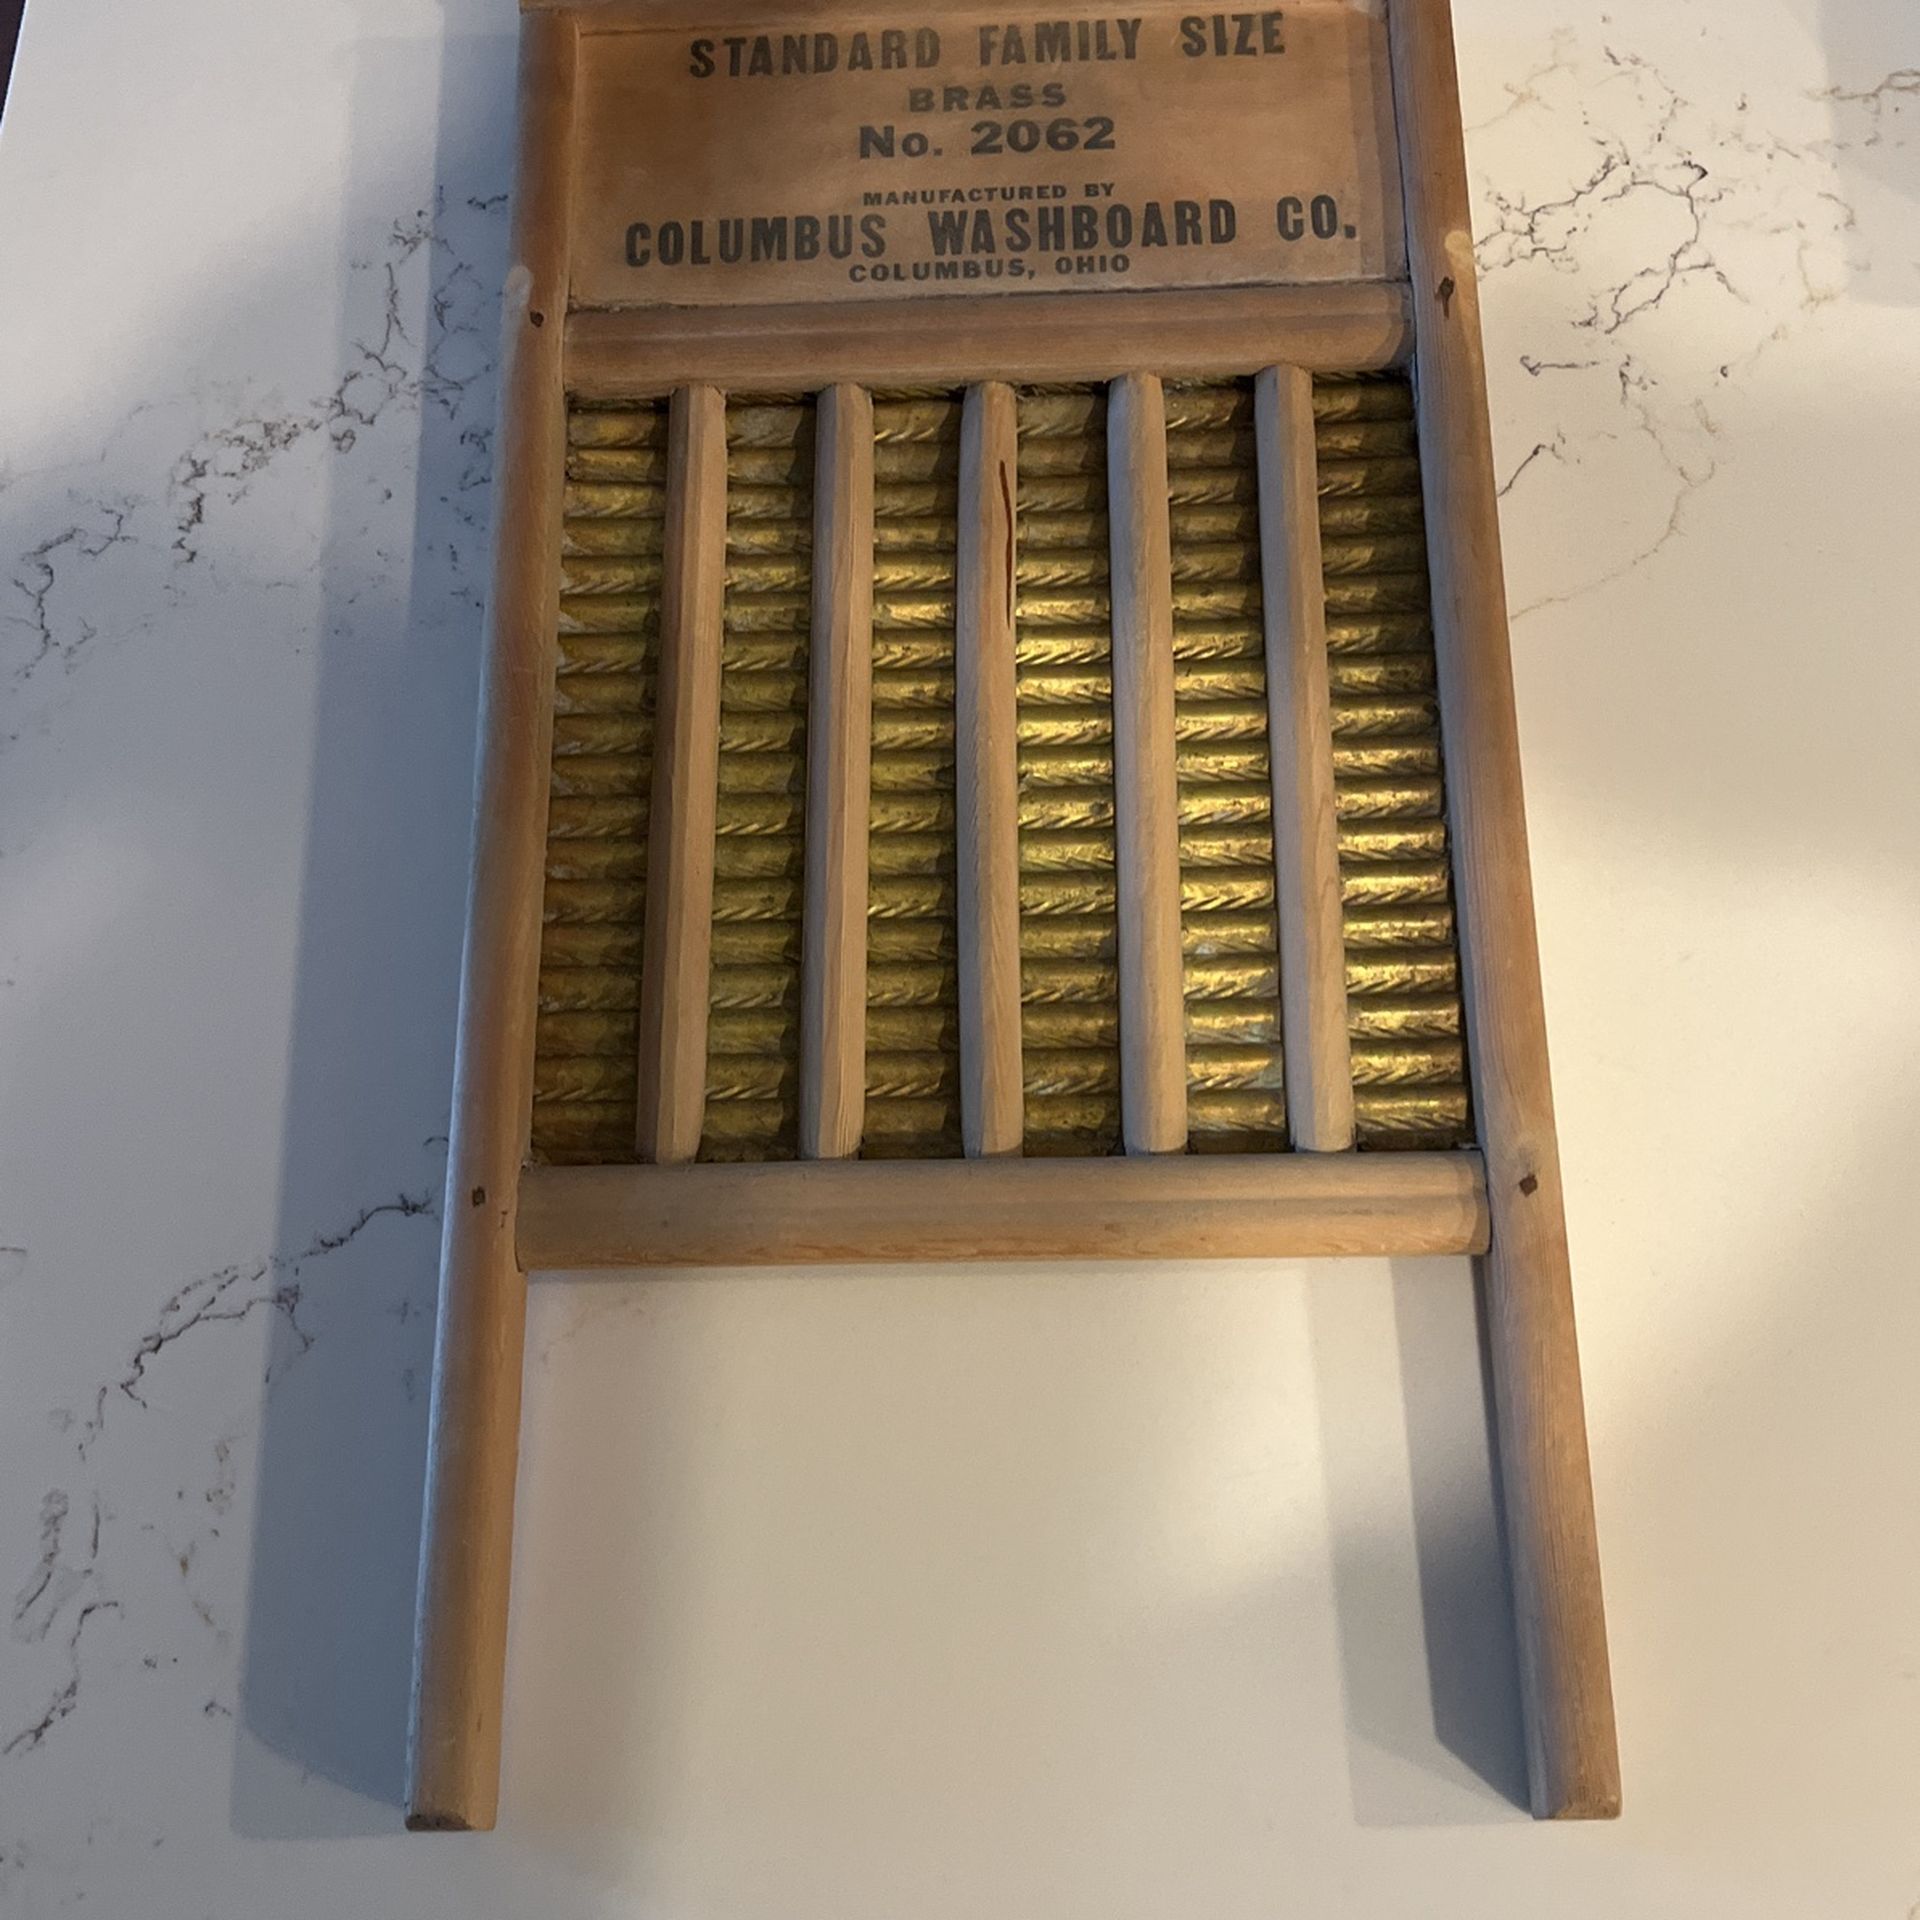 STANDARD FAMILY SIZE
BRASS
No. 2062
MANUFACTURED BY
COLUMBUS WASHBOARD CO.
COLUMBUS, OHIO